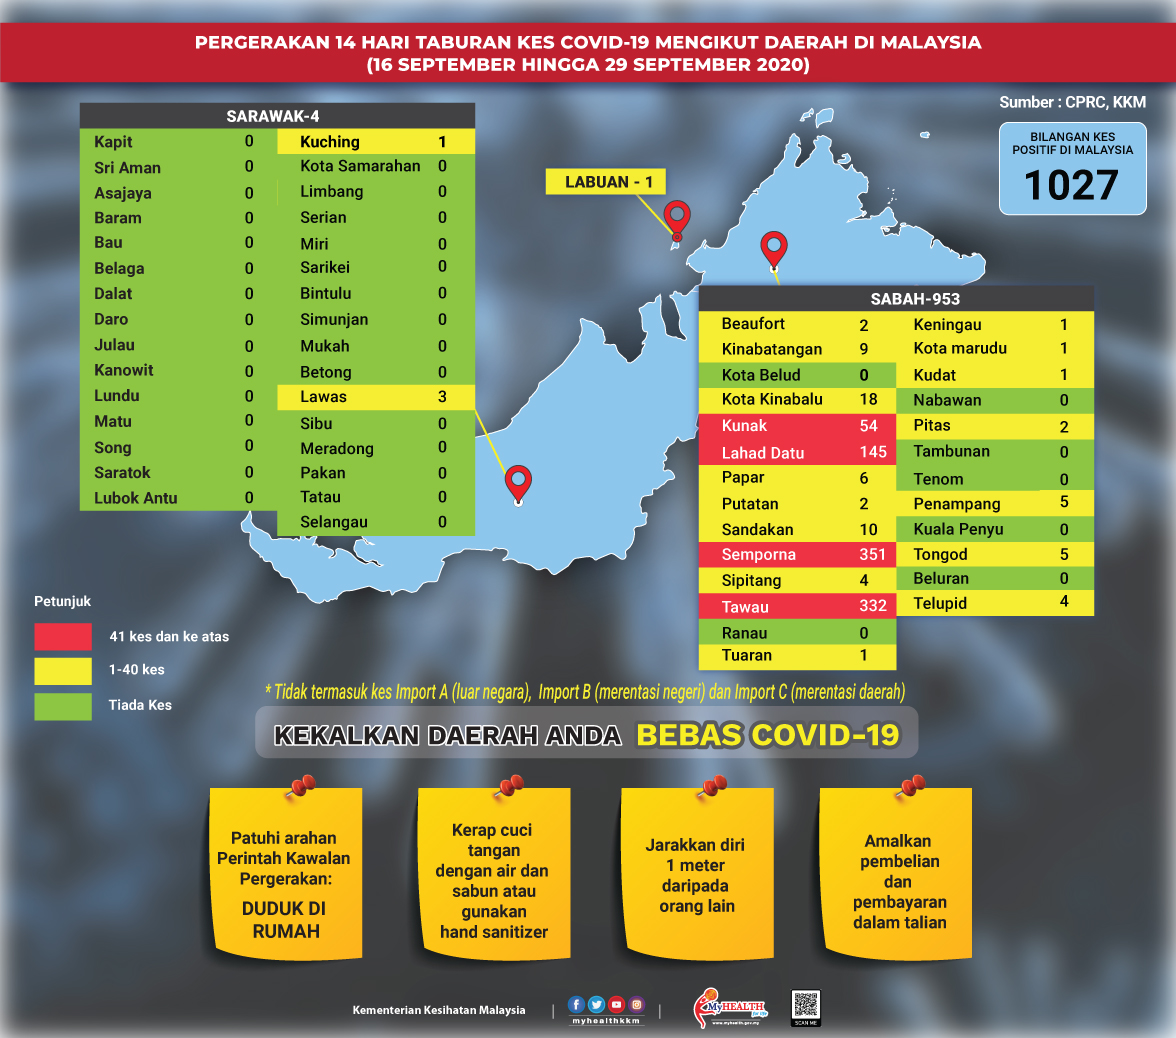 PERGERAKAN 14 HARI TABURAN KES COVID-19 MENGIKUT DAERAH DI MALAYSIA
(16 SEPTEMBER HINGGA 29 SEPTEMBER 2020)
Sumber : CPRC, KKM
BILANGAN KES
POSITIF DI MALAYSIA
1027
SARAWAK-4
Kapit 0 Kuching 1
Sri Aman 0 Kota Samarahan 0
Asajaya 0 Limbang 0
Baram 0 Serian 0
Bau 0 Miri 0
Belaga 0 Sarikei 0
Dalat 0 Bintulu 0
Daro 0 Simunjan 0
Julau 0 Mukah 0
Kanowit 0 Betong 0
Lundu 0 Lawas 3
Matu 0 Sibu 0
Song 0 Meradong 0
Saratok 0 Pakan 0
Lubok Antu 0 Tatau 0
Selangau 0
LABUAN - 1
SABAH-953
Beaufort 2 Keningau 1
Kinabatangan 9 Kota marudu 1
Kota Belud 0 Kudat 1
Kota Kinabalu 18 Nabawan 0
Kunak 54 Pitas 2
Lahad Datu 145 Tambunan 0
Papar 6 Tenom 0
Putatan 2 Penampang 5
Sandakan 10 Kuala Penyu 0
Semporna 351 Tongod 5
Sipitang 4 Beluran 0
Tawau 332 Telupid 4
Ranau 0
Tuaran 1
Petunjuk
41 kes dan ke atas
1-40 kes
Tiada Kes
* Tidak termasuk kes Import A (luar negara), Import B (merentasi negeri) dan Import C (merentasi daerah)
KEKALKAN DAERAH ANDA BEBAS COVID-19
Patuhi arahan
Perintah Kawalan
Pergerakan:
DUDUK DI
RUMAH
Kerap cuci
tangan
dengan air dan
sabun atau
gunakan
hand sanitizer
Jarakkan diri
1 meter
daripada
orang lain
Amalkan
pembelian
dan
pembayaran
dalam talian
Kementerian Kesihatan Malaysia
myhealthkkm
MyHEALTH
for life
www.myhealth.gov.my
SCAN ME